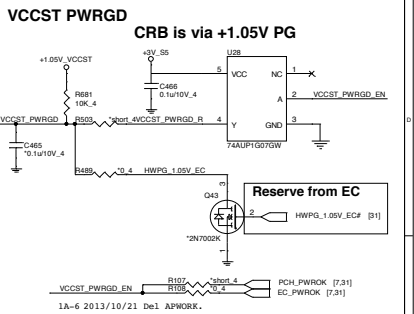 VCCST PWRGD
CRB is via +1.05V PG
+1.05V_VCCST
+3V_S5
U28
5
VCC
NC
1
C466
0.1u/10V_4
R681
10K_4
A
2
VCCST_PWRGD_EN
VCCST_PWRGD
R503
*short_4
VCCST_PWRGD_R
4
Y
GND
3
D
74AUP1G07GW
C465
*0.1u/10V_4
R489
*0_4
HWPG_1.05V_EC
3
Q43
Reserve from EC
2
HWPG_1.05V_EC# [31]
*2N7002K
1
R107
*short_4
PCH_PWROK [7,31]
VCCST_PWRGD_EN
R108
*0_4
EC_PWROK [7,31]
1A-6 2013/10/21 Del APWORK.